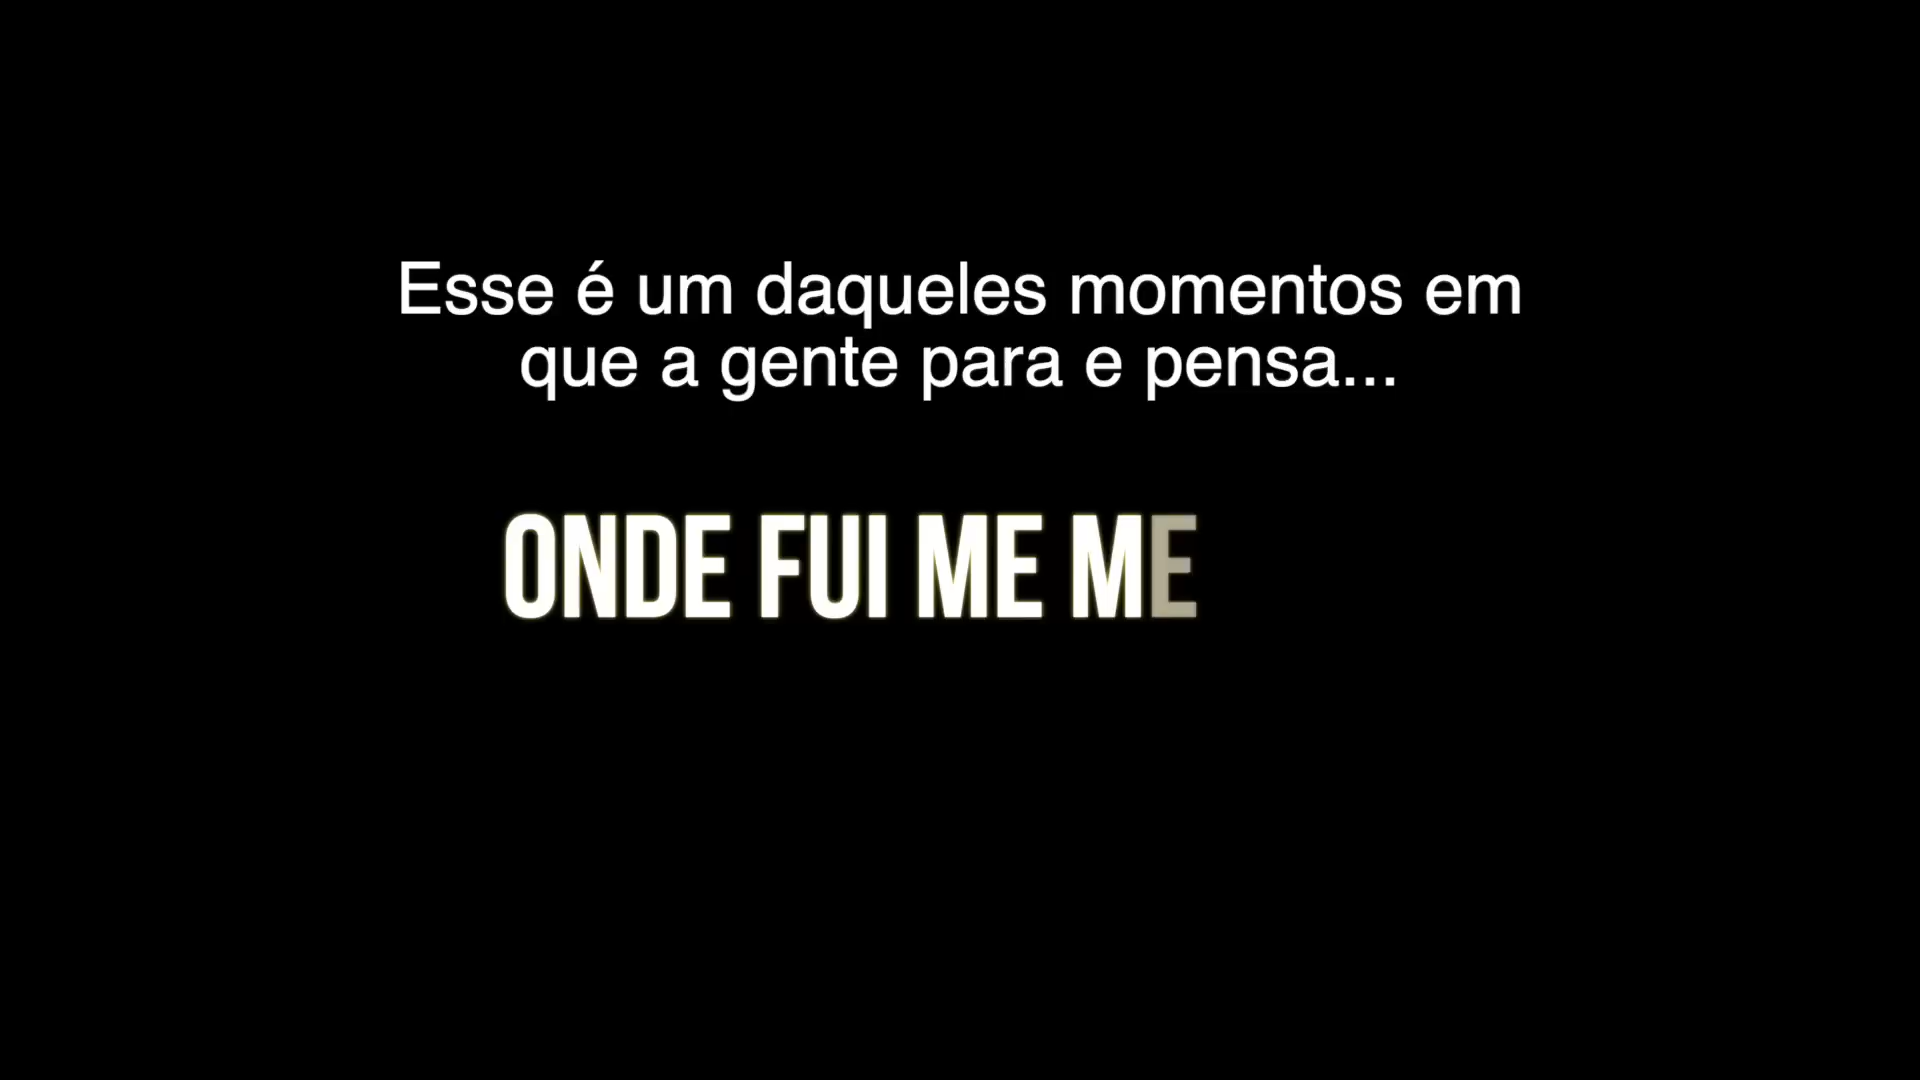 Esse é um daqueles momentos em
que a gente para e pensa...
ONDE FUI ME ME